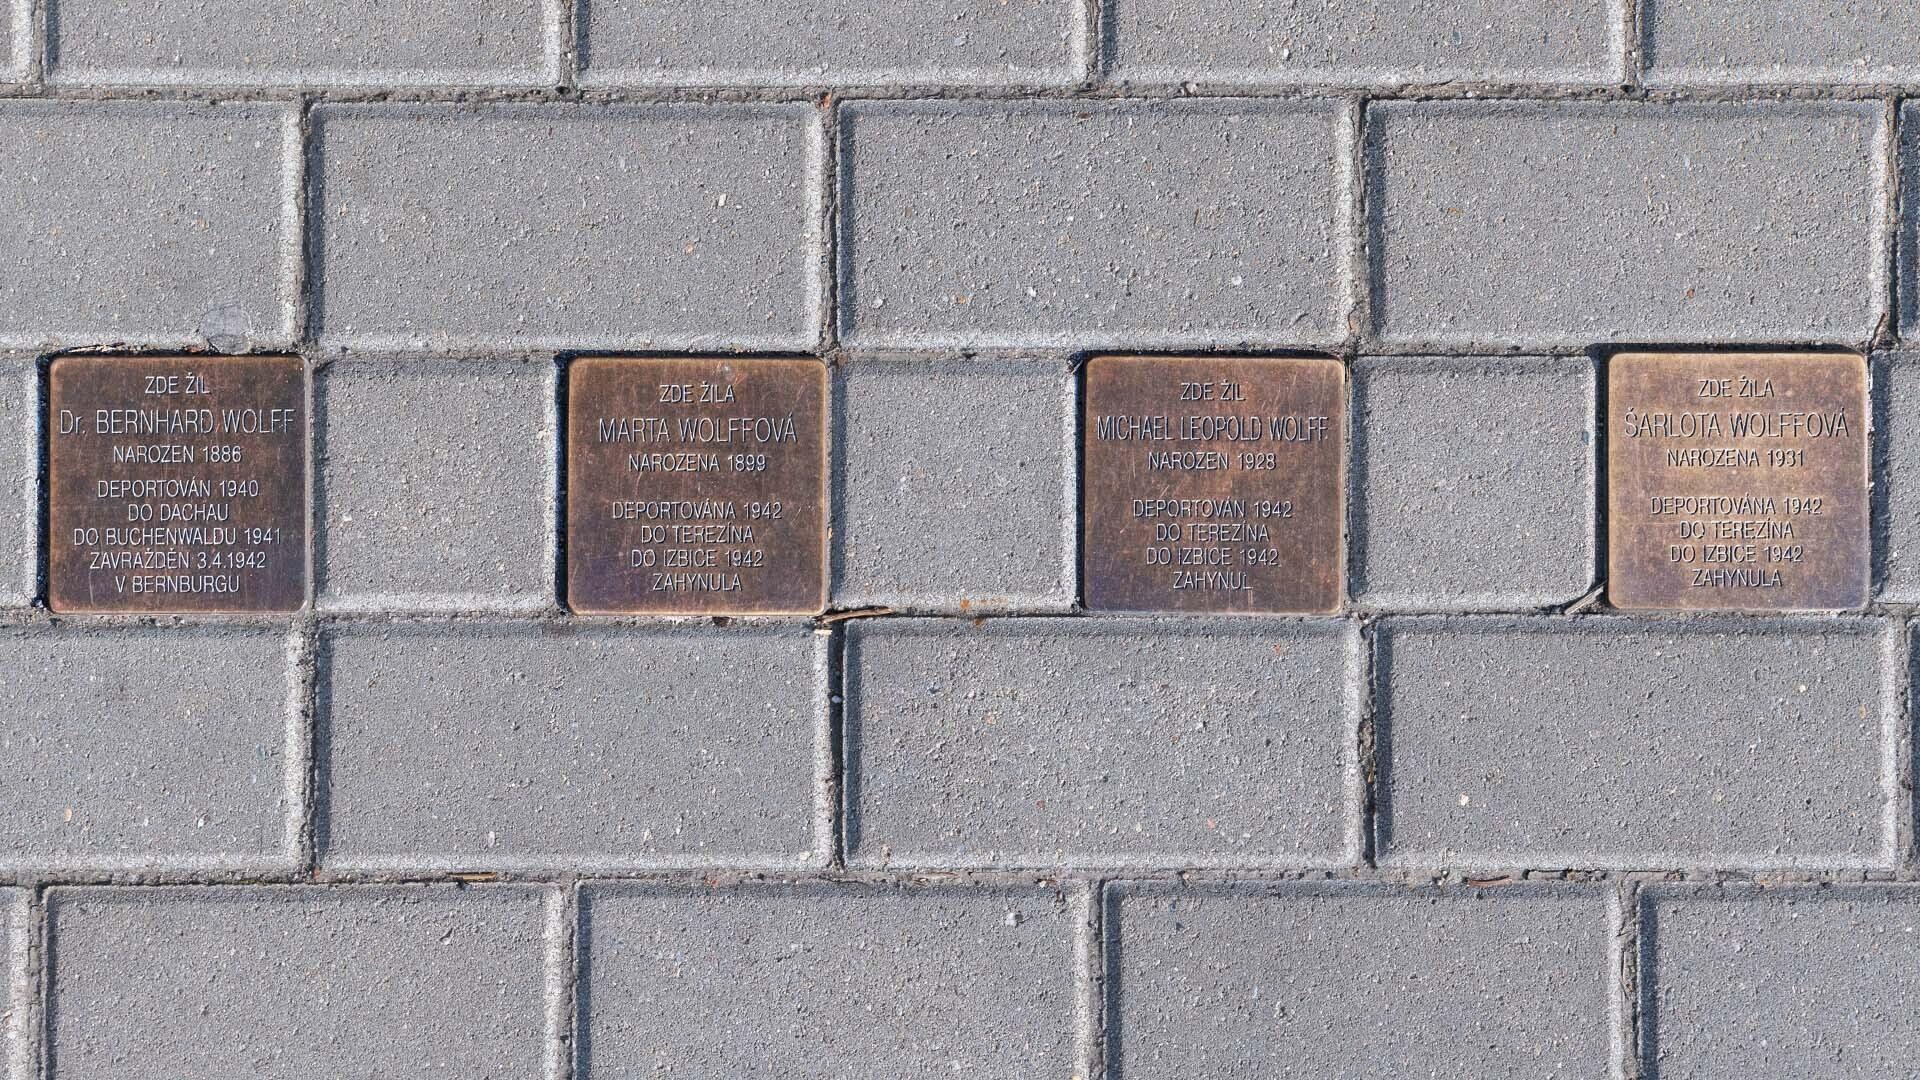 ZDE ŽIL
Dr. BERNHARD WOLFF
NAROZEN 1886
DEPORTOVÁN 1940
DO DACHAU
DO BUCHENWALDU 1941
ZAVRAŽDĚN 3.4.1942
V BERNBURGU
ZDE ŽILA
MARTA WOLFFOVÁ
NAROZENA 1899
DEPORTOVÁNA 1942
DO TEREZÍNA
DO IZBICE 1942
ZAHYNULA
ZDE ŽIL
MICHAEL LEOPOLD WOLFF
NAROZEN 1928
DEPORTOVÁN 1942
DO TEREZÍNA
DO IZBICE 1942
ZAHYNUL
ZDE ŽILA
ŠARLOTA WOLFFOVÁ
NAROZENA 1931
DEPORTOVÁNA 1942
DO TEREZÍNA
DO IZBICE 1942
ZAHYNULA